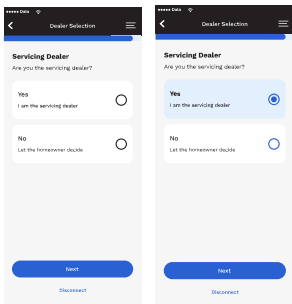 Dalo
Dealer Selection
Servicing Dealer
Are you the servicing dealer?
Yes
I am the servicing dealer
No
Let the homeowner decide
Next
Disconnect
Dalo
Dealer Selection
Servicing Dealer
Are you the servicing dealer?
Yes
I am the servicing dealer
No
Let the homeowner decide
Next
Disconnect